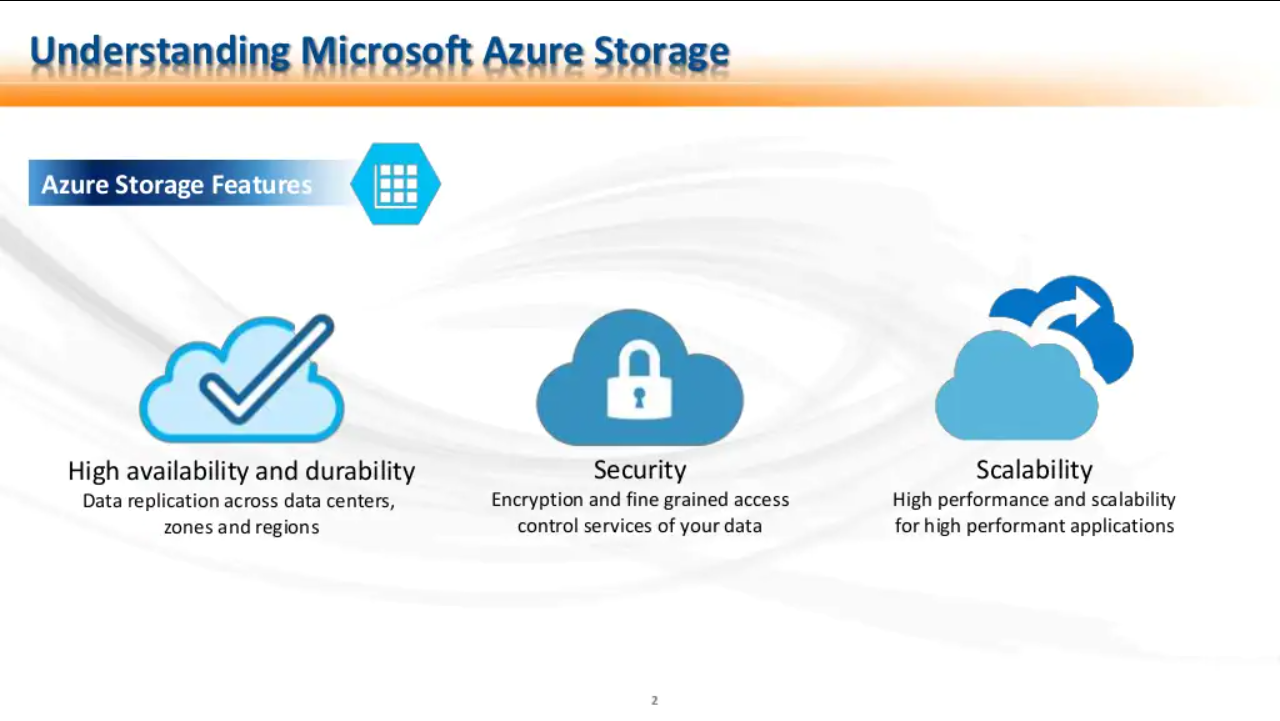 Understanding Microsoft Azure Storage
Azure Storage Features
High availability and durability
Data replication across data centers,
zones and regions
Security
Encryption and fine grained access
control services of your data
Scalability
High performance and scalability
for high performant applications
2